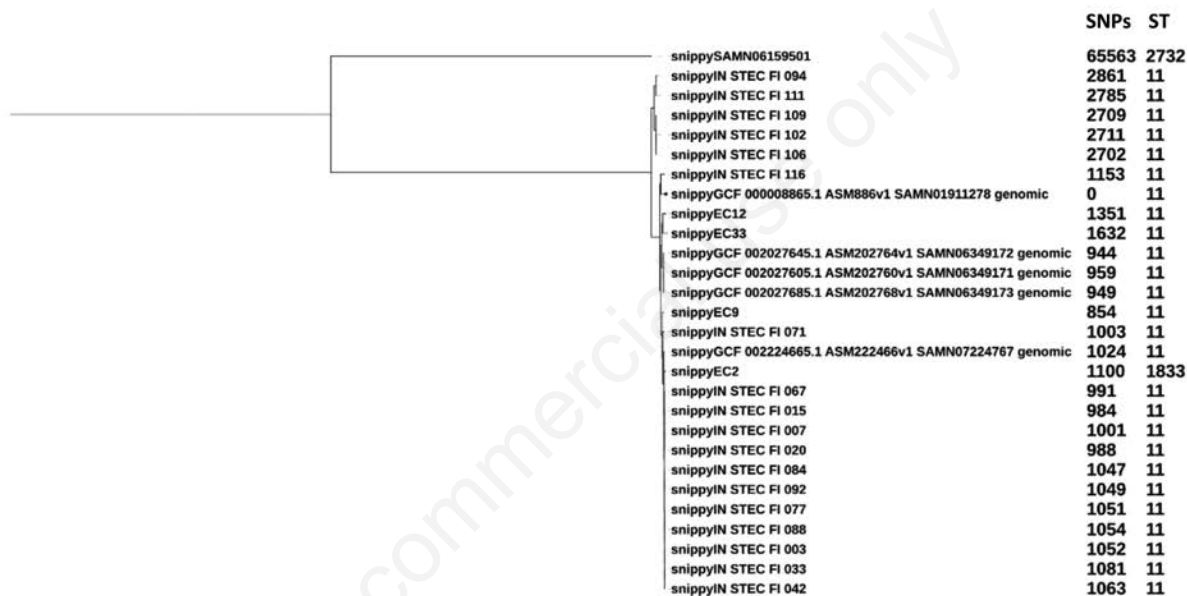 SNPs ST
snippySAMN06159501 65563 2732
snippyIN STEC FI 094 2861 11
snippyIN STEC FI 111 2785 11
snippyIN STEC FI 109 2709 11
snippyIN STEC FI 102 2711 11
snippyIN STEC FI 106 2702 11
snippyIN STEC FI 116 1153 11
snippyGCF 000008865.1 ASM886v1 SAMN01911278 genomic 0 11
snippyEC12 1351 11
snippyEC33 1632 11
snippyGCF 002027645.1 ASM202764v1 SAMN06349172 genomic 944 11
snippyGCF 002027605.1 ASM202760v1 SAMN06349171 genomic 959 11
snippyGCF 002027685.1 ASM202768v1 SAMN06349173 genomic 949 11
snippyEC9 854 11
snippyIN STEC FI 071 1003 11
snippyGCF 002224665.1 ASM222466v1 SAMN07224767 genomic 1024 11
snippyEC2 1100 1833
snippyIN STEC FI 067 991 11
snippyIN STEC FI 015 984 11
snippyIN STEC FI 007 1001 11
snippyIN STEC FI 020 988 11
snippyIN STEC FI 084 1047 11
snippyIN STEC FI 092 1049 11
snippyIN STEC FI 077 1051 11
snippyIN STEC FI 088 1054 11
snippyIN STEC FI 003 1052 11
snippyIN STEC FI 033 1081 11
snippyIN STEC FI 042 1063 11
commercial use only